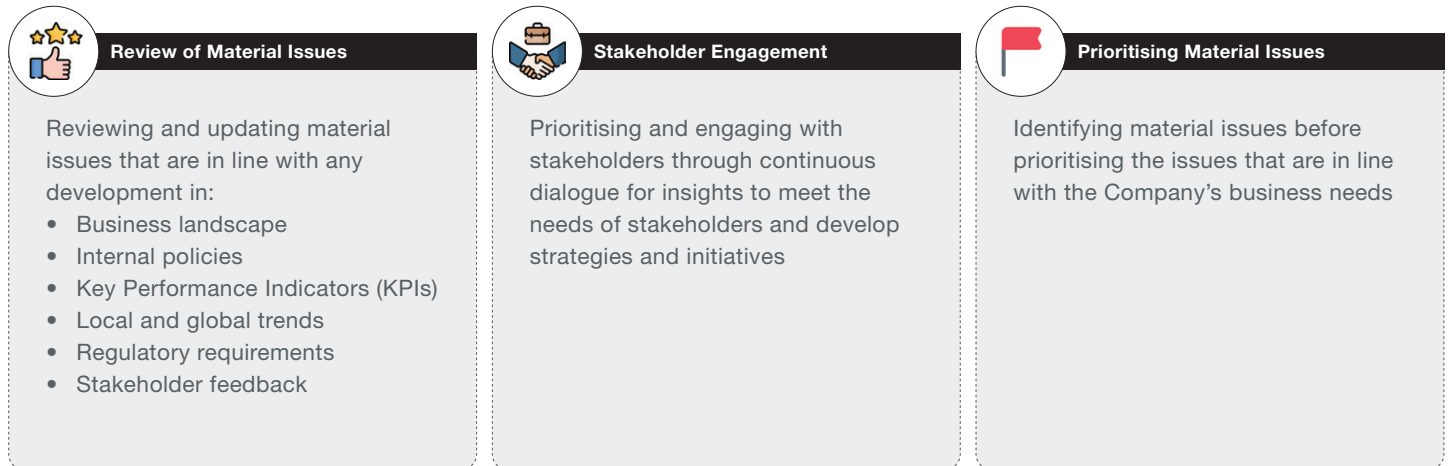 Review of Material Issues
Reviewing and updating material
issues that are in line with any
development in:
• Business landscape
• Internal policies
• Key Performance Indicators (KPIs)
• Local and global trends
• Regulatory requirements
• Stakeholder feedback
Stakeholder Engagement
Prioritising and engaging with
stakeholders through continuous
dialogue for insights to meet the
needs of stakeholders and develop
strategies and initiatives
Prioritising Material Issues
Identifying material issues before
prioritising the issues that are in line
with the Company’s business needs